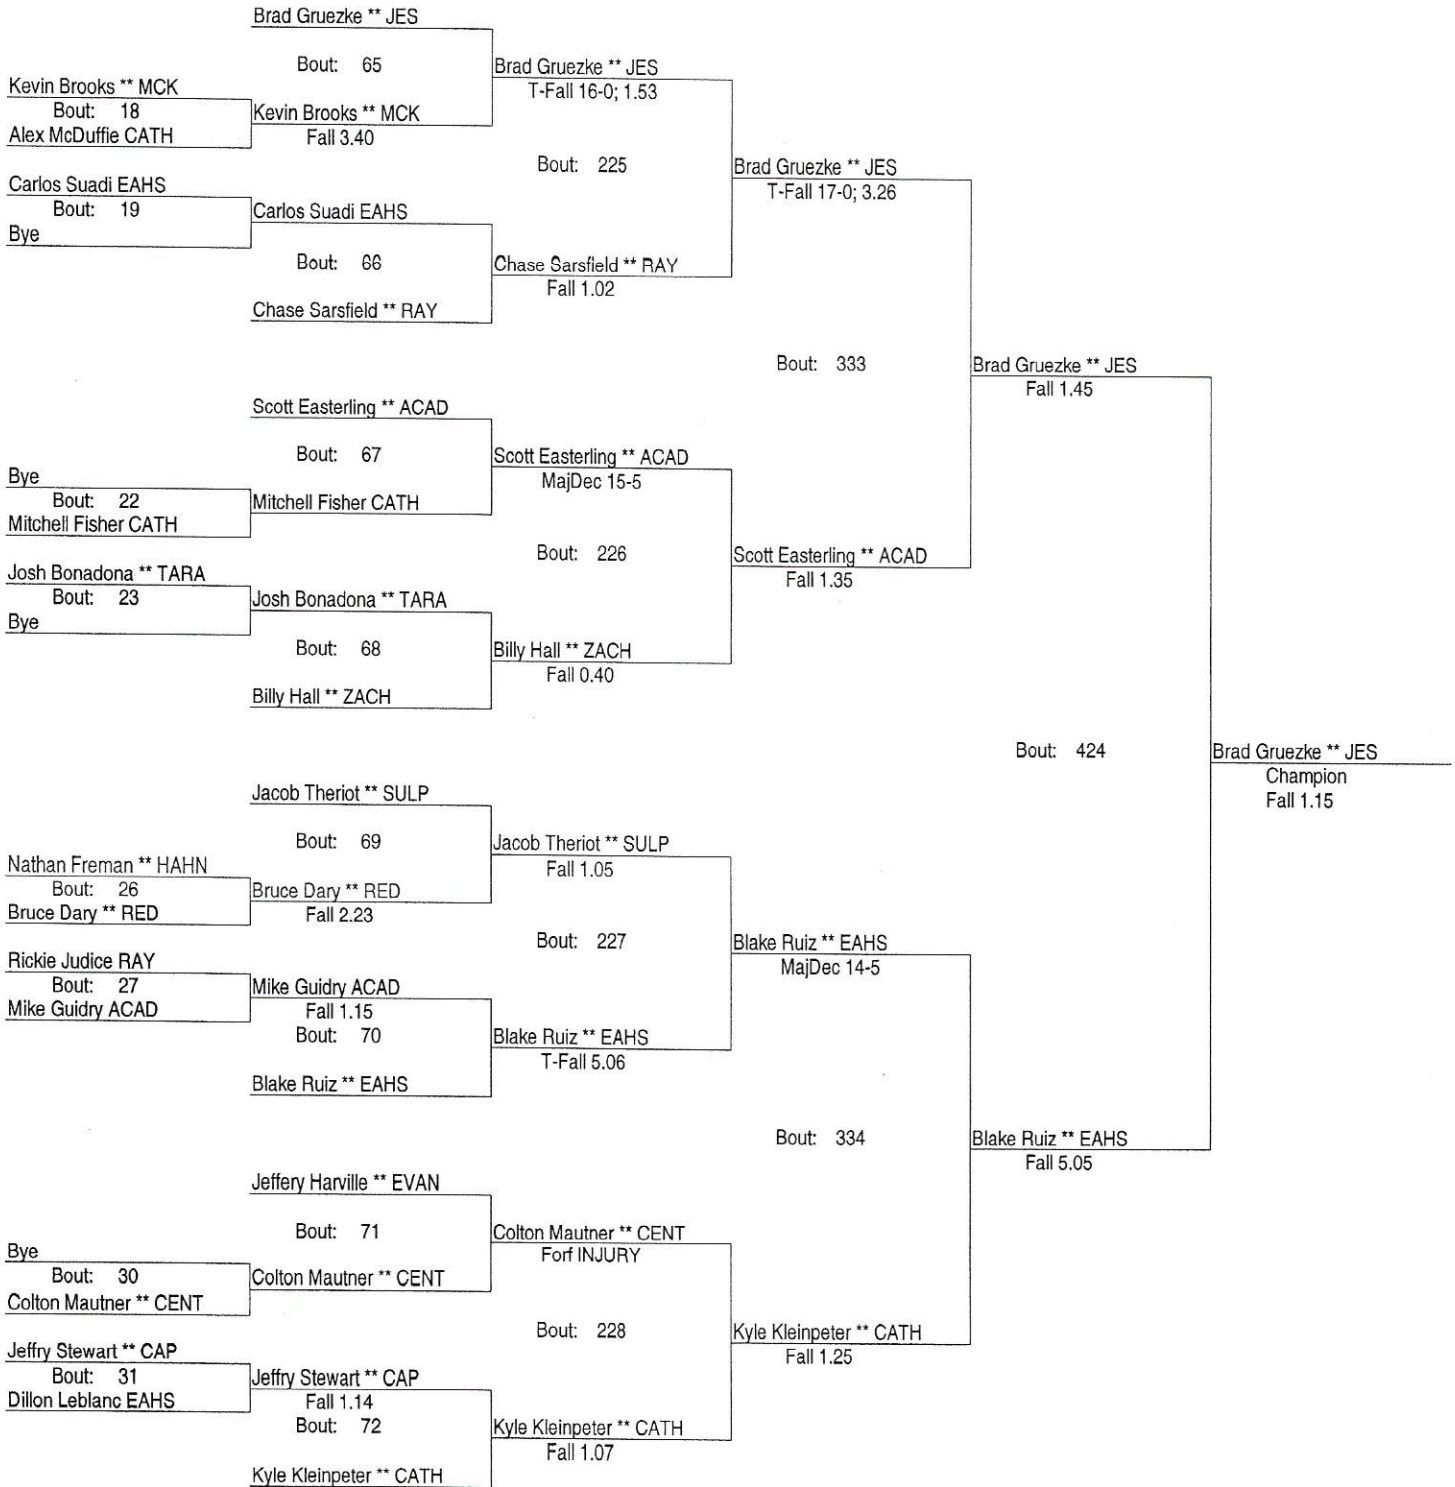 Brad Gruezke ** JES
Bout: 65
Brad Gruezke ** JES
T-Fall 16-0; 1.53
Kevin Brooks ** MCK
Bout: 18
Alex McDuffie CATH
Kevin Brooks ** MCK
Fall 3.40
Bout: 225
Brad Gruezke ** JES
T-Fall 17-0; 3.26
Carlos Suadi EAHS
Bout: 19
Bye
Carlos Suadi EAHS
Bout: 66
Chase Sarsfield ** RAY
Fall 1.02
Chase Sarsfield ** RAY
Bout: 333
Brad Gruezke ** JES
Fall 1.45
Scott Easterling ** ACAD
Bout: 67
Scott Easterling ** ACAD
MajDec 15-5
Bye
Bout: 22
Mitchell Fisher CATH
Mitchell Fisher CATH
Bout: 226
Scott Easterling ** ACAD
Fall 1.35
Josh Bonadona ** TARA
Bout: 23
Bye
Josh Bonadona ** TARA
Bout: 68
Billy Hall ** ZACH
Fall 0.40
Billy Hall ** ZACH
Bout: 424
Brad Gruezke ** JES
Champion
Fall 1.15
Jacob Theriot ** SULP
Bout: 69
Jacob Theriot ** SULP
Fall 1.05
Nathan Freman ** HAHN
Bout: 26
Bruce Dary ** RED
Bruce Dary ** RED
Fall 2.23
Bout: 227
Blake Ruiz ** EAHS
MajDec 14-5
Rickie Judice RAY
Bout: 27
Mike Guidry ACAD
Mike Guidry ACAD
Fall 1.15
Bout: 70
Blake Ruiz ** EAHS
T-Fall 5.06
Blake Ruiz ** EAHS
Bout: 334
Blake Ruiz ** EAHS
Fall 5.05
Jeffery Harville ** EVAN
Bout: 71
Colton Mautner ** CENT
Forf INJURY
Bye
Bout: 30
Colton Mautner ** CENT
Colton Mautner ** CENT
Bout: 228
Kyle Kleinpeter ** CATH
Fall 1.25
Jeffry Stewart ** CAP
Bout: 31
Dillon Leblanc EAHS
Jeffry Stewart ** CAP
Fall 1.14
Bout: 72
Kyle Kleinpeter ** CATH
Fall 1.07
Kyle Kleinpeter ** CATH